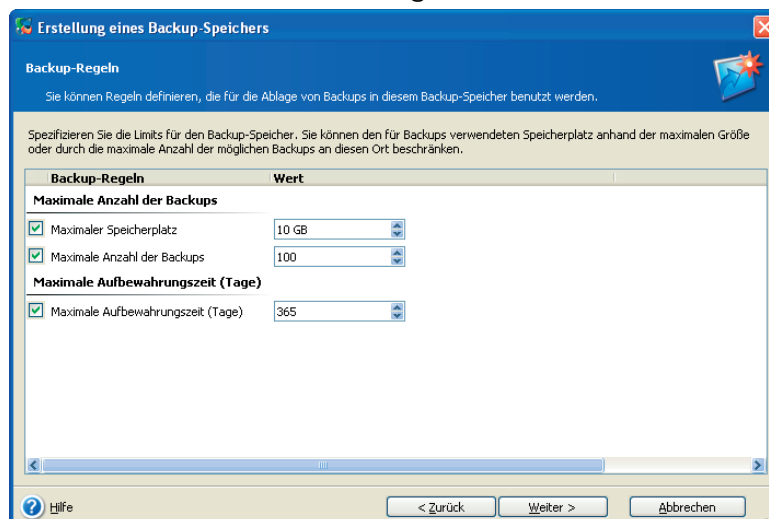 Erstellung eines Backup-Speichers
Backup-Regeln
Sie können Regeln definieren, die für die Ablage von Backups in diesem Backup-Speicher benutzt werden.
Spezifizieren Sie die Limits für den Backup-Speicher. Sie können den für Backups verwendeten Speicherplatz anhand der maximalen Größe
oder durch die maximale Anzahl der möglichen Backups an diesen Ort beschränken.
Backup-Regeln Wert
Maximale Anzahl der Backups
Maximaler Speicherplatz 10 GB
Maximale Anzahl der Backups 100
Maximale Aufbewahrungszeit (Tage)
Maximale Aufbewahrungszeit (Tage) 365
Hilfe < Zurück Weiter > Abbrechen